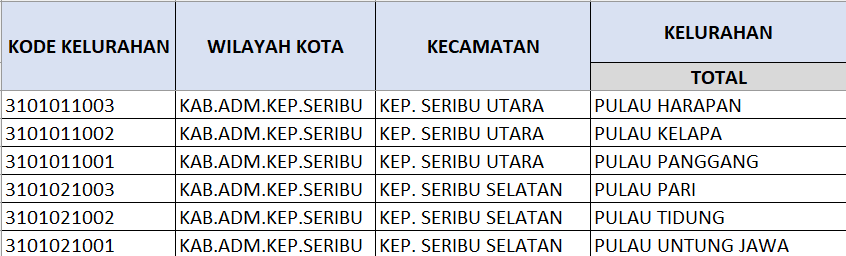 KODE KELURAHAN WILAYAH KOTA KECAMATAN KELURAHAN
TOTAL
3101011003 KAB.ADM.KEP.SERIBU KEP. SERIBU UTARA PULAU HARAPAN
3101011002 KAB.ADM.KEP.SERIBU KEP. SERIBU UTARA PULAU KELAPA
3101011001 KAB.ADM.KEP.SERIBU KEP. SERIBU UTARA PULAU PANGGANG
3101021003 KAB.ADM.KEP.SERIBU KEP. SERIBU SELATAN PULAU PARI
3101021002 KAB.ADM.KEP.SERIBU KEP. SERIBU SELATAN PULAU TIDUNG
3101021001 KAB.ADM.KEP.SERIBU KEP. SERIBU SELATAN PULAU UNTUNG JAWA